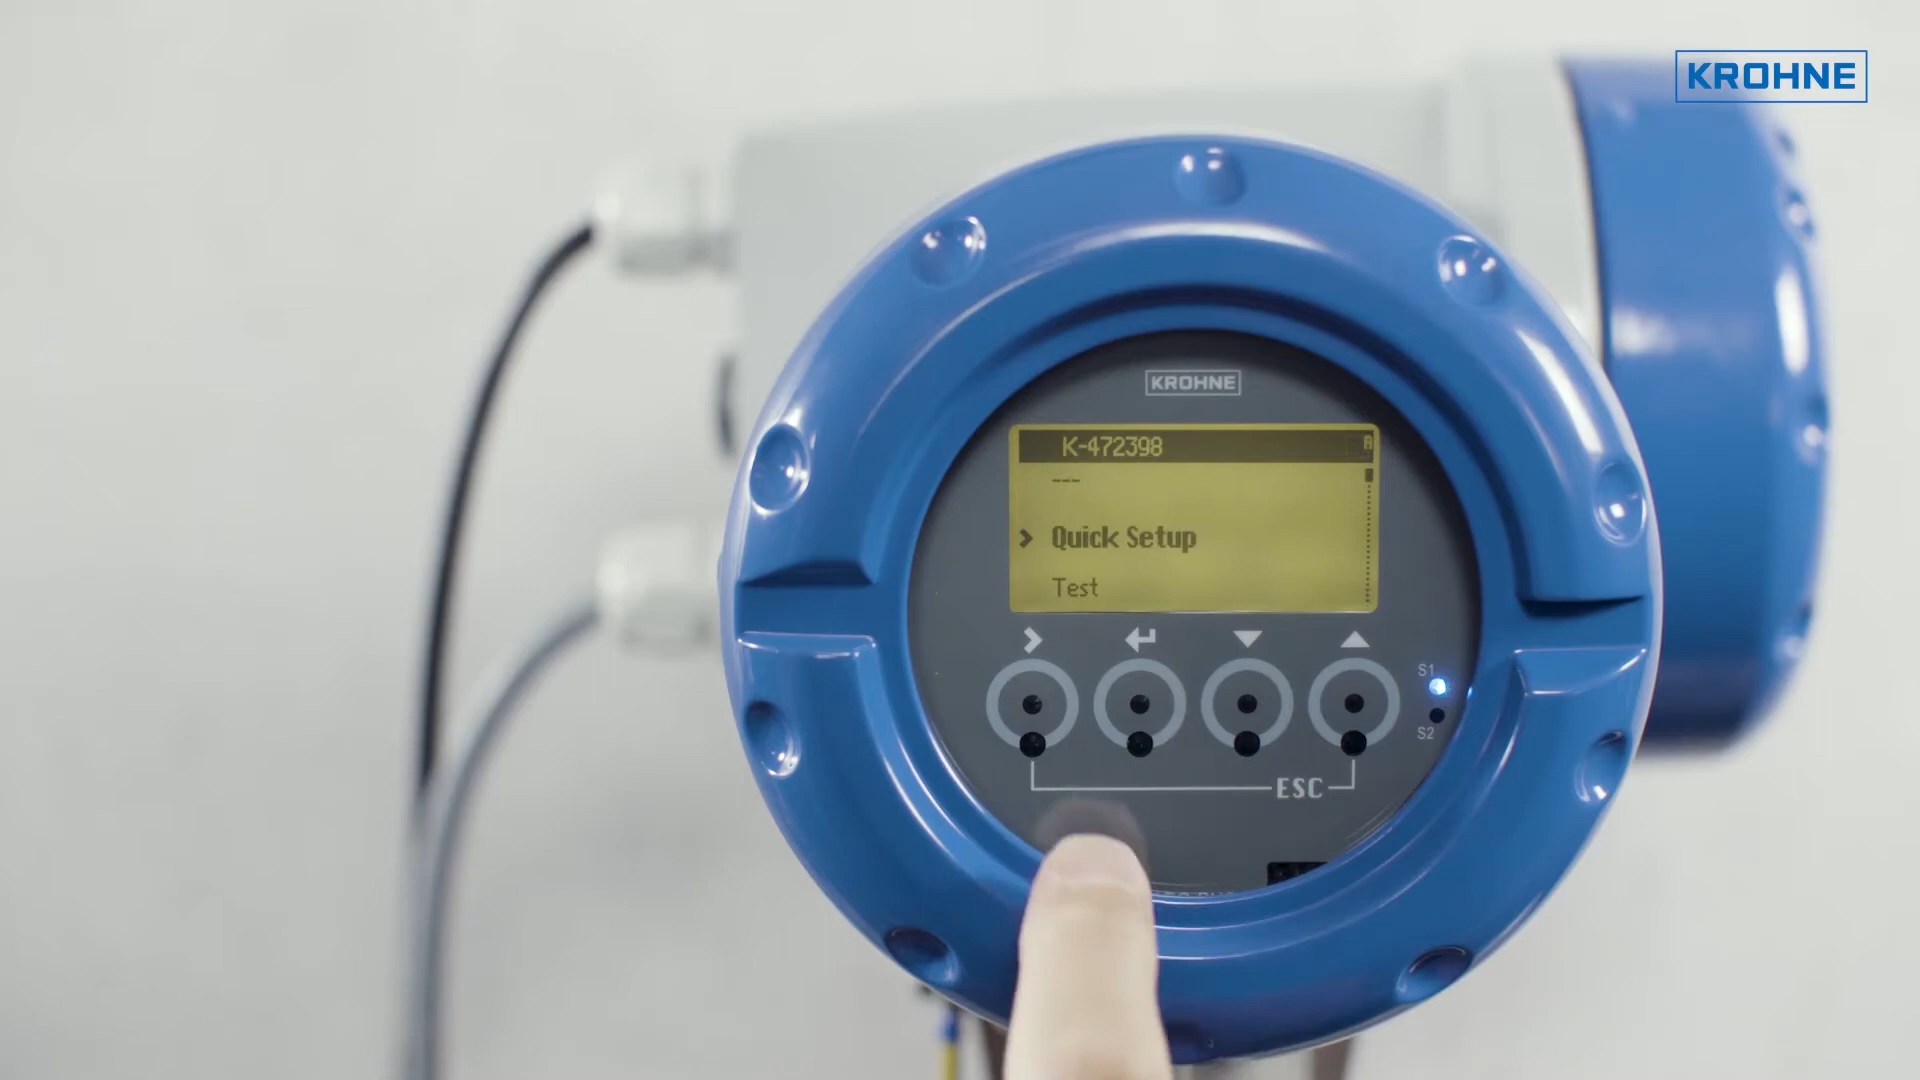 KROHNE
KROHNE
K-472398
---
Quick Setup
Test
S1
S2
ESC